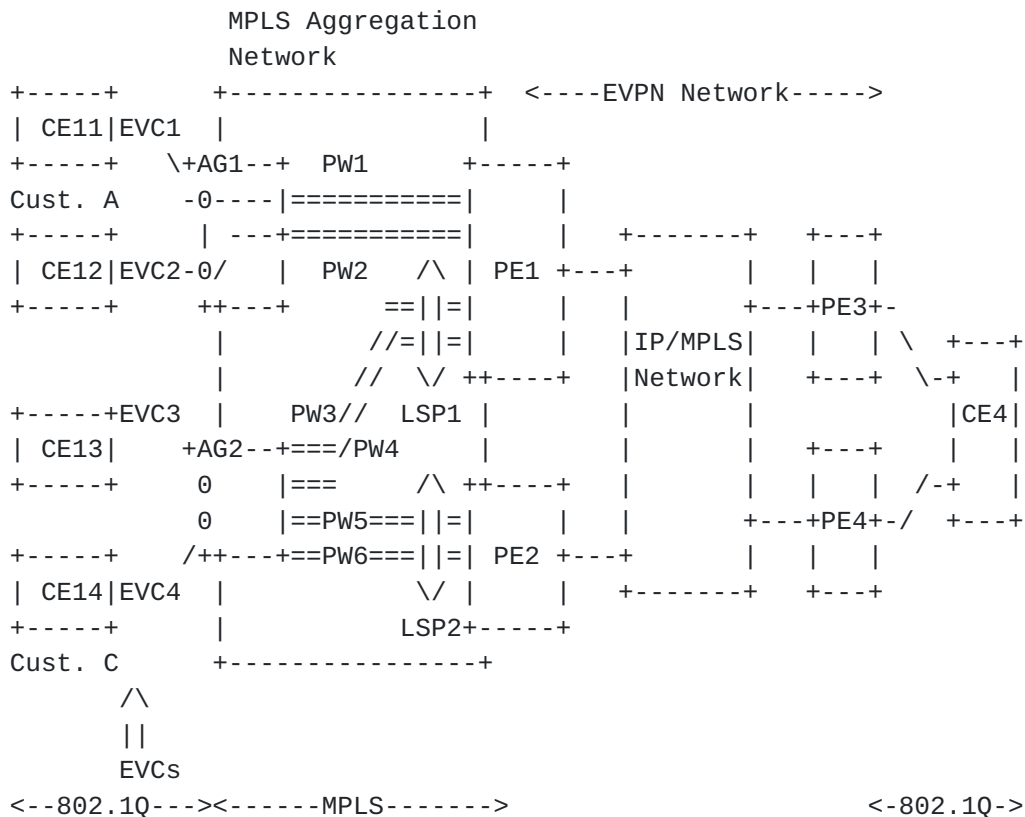 MPLS Aggregation
               Network
+-----+       +-----------------+  <----EVPN Network----->
| CE11|EVC1  |                 |
+-----+   \+AG1--+  PW1      +-----+
Cust. A    -0----|===========|      |
+-----+      | ---+===========|      |   +-------+   +---+
| CE12|EVC2-0/   |  PW2   /\ | PE1 +---+       |   |   |
+-----+     ++---+      ==||=|      |   |       +---+PE3+-
              |         //=||=|      |   |IP/MPLS|   |   | \  +---+
              |        //  \/ ++----+   |Network|   +---+  \-+   |
+-----+EVC3  |    PW3//  LSP1 |        |       |            |CE4|
| CE13|    +AG2--+===/PW4     |        |       |   +---+    |   |
+-----+     0    |===     /\ ++----+   |       |   |   |  /-+   |
            0    |==PW5===||=|      |   |       +---+PE4+-/  +---+
+-----+    /++---+==PW6===||=| PE2 +---+       |   |   |
| CE14|EVC4  |            \/ |     |   +-------+   +---+
+-----+      |           LSP2+-----+
Cust. C      +-----------------+
       /\
       ||
       EVCs
<--802.1Q---><------MPLS------->                        <-802.1Q->